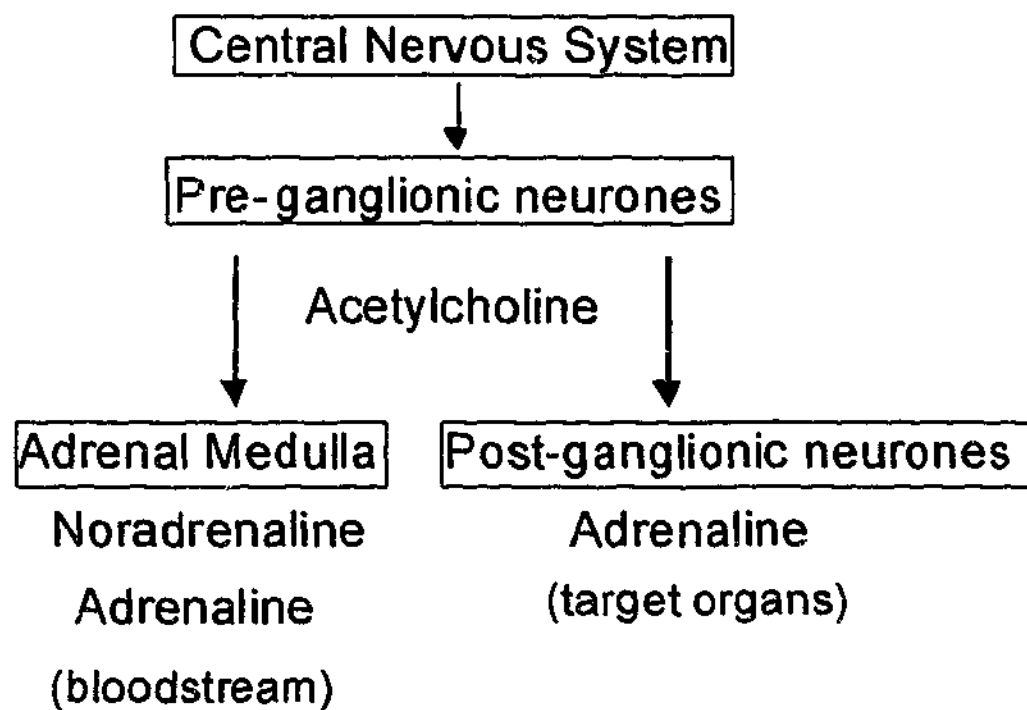 Central Nervous System
Pre-ganglionic neurones
Acetylcholine
Adrenal Medulla
Post-ganglionic neurones
Noradrenaline
Adrenaline
Adrenaline
(target organs)
(bloodstream)